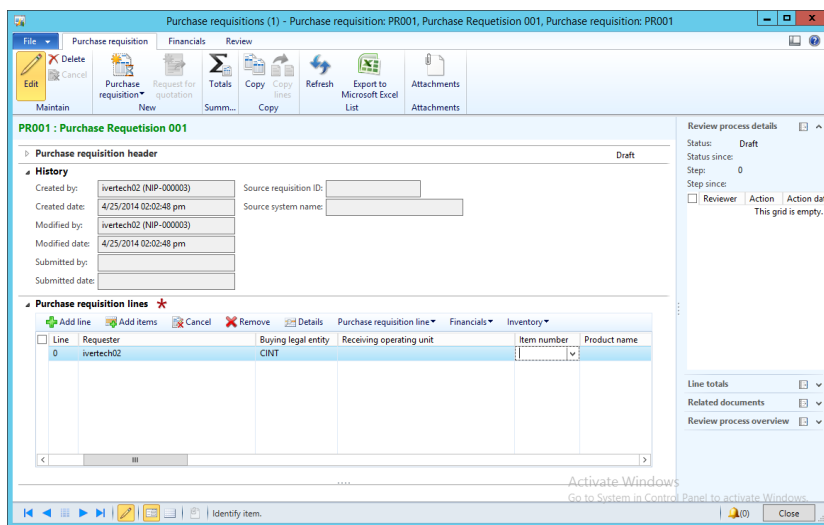 Purchase requisitions (1) - Purchase requisition: PR001, Purchase Requetision 001, Purchase requisition: PR001
File Purchase requisition Financials Review
Edit Delete Cancel Purchase requisition Request for quotation Totals Copy Copy lines Refresh Export to Microsoft Excel Attachments
Maintain New Summ... Copy List Attachments
PR001 : Purchase Requetision 001
Purchase requisition header Draft
History
Created by: ivertech02 (NIP-000003) Source requisition ID:
Created date: 4/25/2014 02:02:48 pm Source system name:
Modified by: ivertech02 (NIP-000003)
Modified date: 4/25/2014 02:02:48 pm
Submitted by:
Submitted date:
Purchase requisition lines *
Add line Add items Cancel Remove Details Purchase requisition line Financials Inventory
Line Requester Buying legal entity Receiving operating unit Item number Product name
0 ivertech02 CINT
Review process details
Status: Draft
Status since:
Step: 0
Step since:
Reviewer Action Action dat
This grid is empty.
Line totals
Related documents
Review process overview
Activate Windows
Go to System in Control Panel to activate Windows.
Identify item. (0) Close